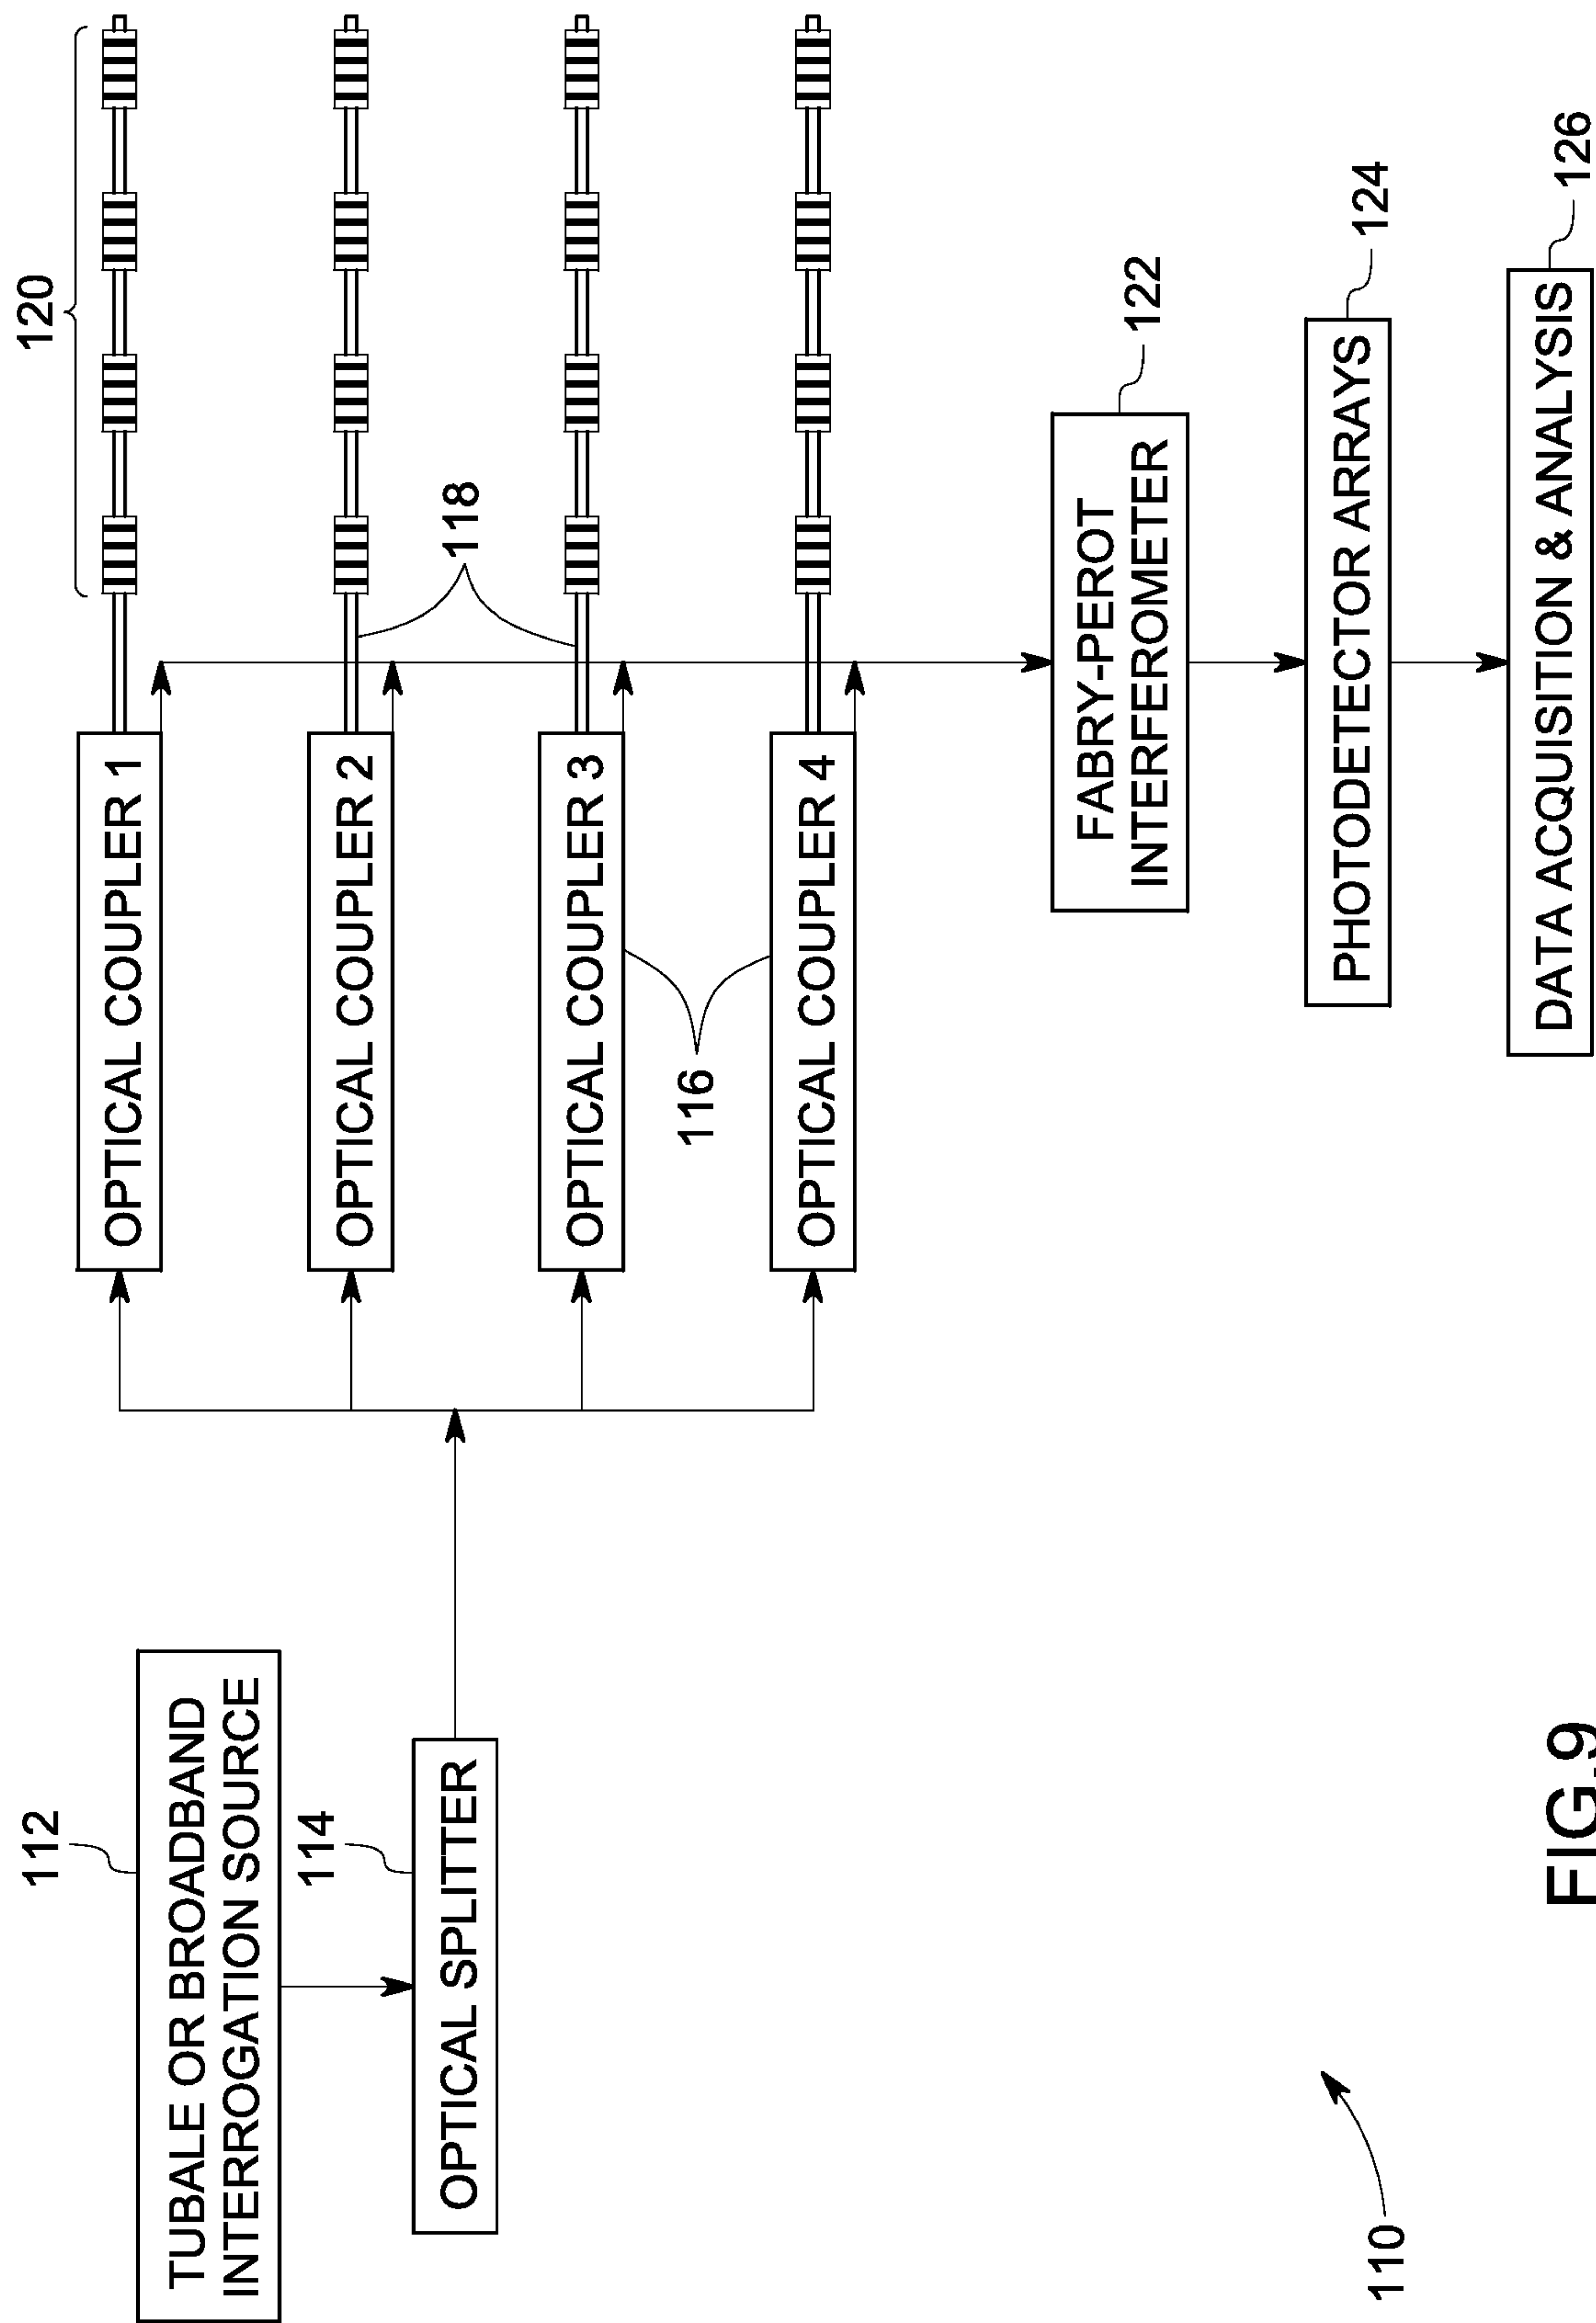 112
TUBALE OR BROADBAND
INTERROGATION SOURCE
114
OPTICAL SPLITTER
120
OPTICAL COUPLER 1
OPTICAL COUPLER 2
118
OPTICAL COUPLER 3
116
OPTICAL COUPLER 4
122
FABRY-PEROT
INTERFEROMETER
124
PHOTODETECTOR ARRAYS
126
DATA ACQUISITION & ANALYSIS
110
FIG.9